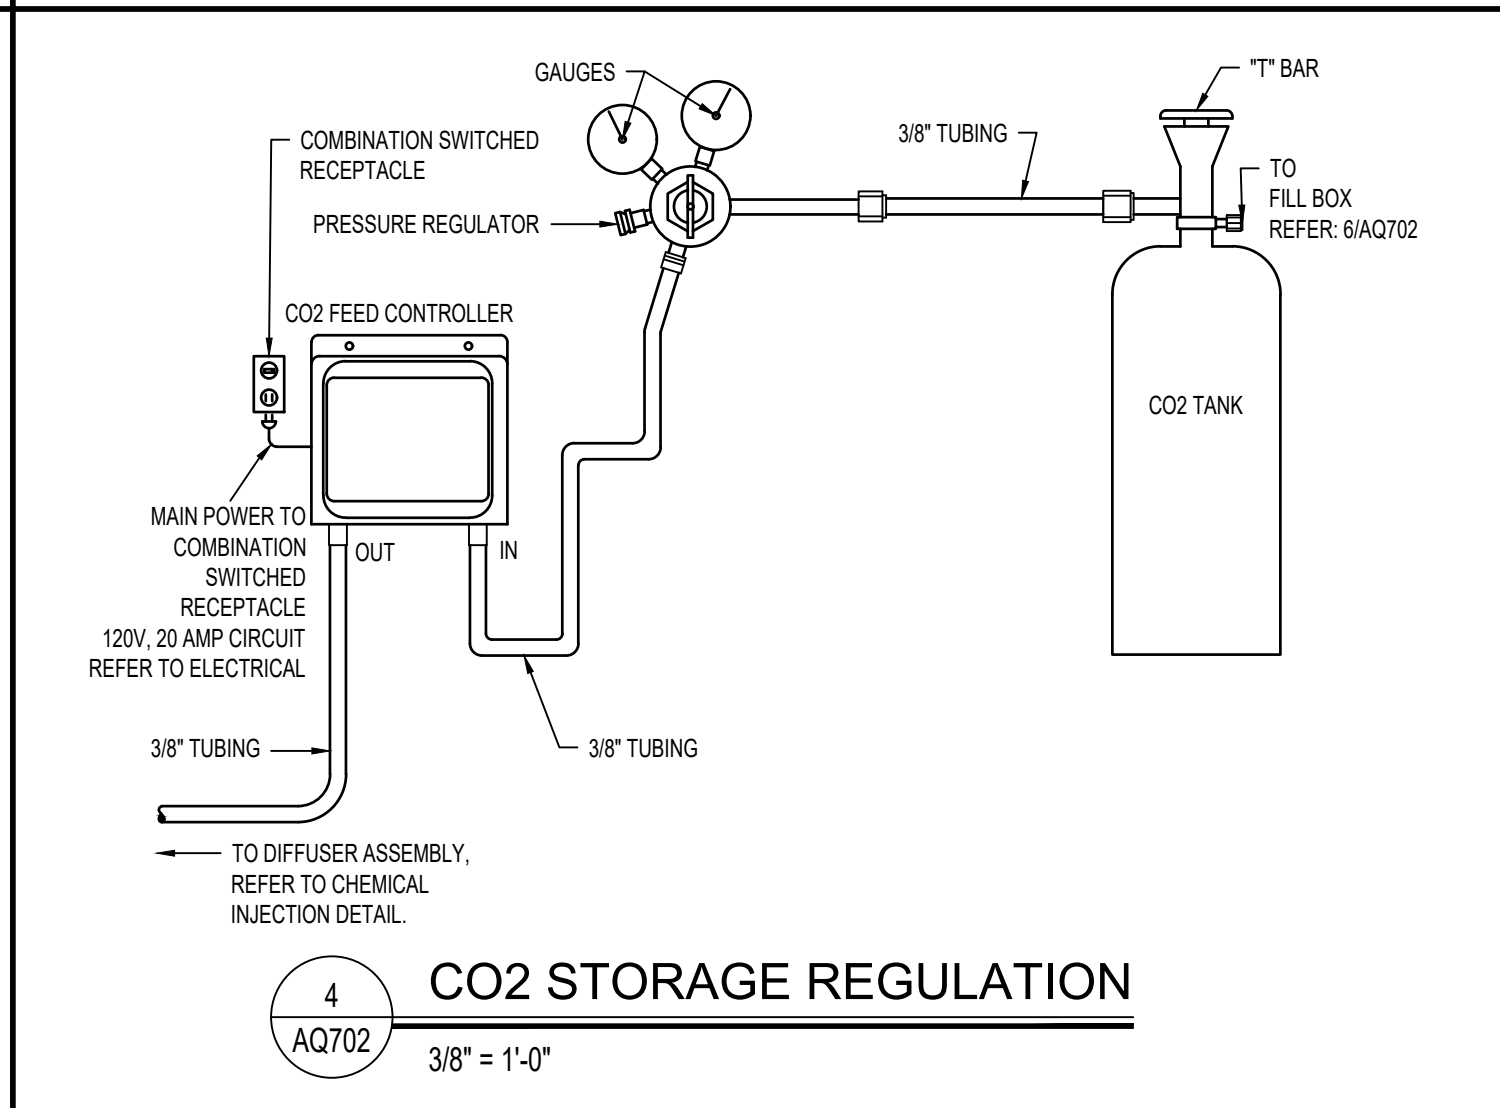 GAUGES
"T" BAR
COMBINATION SWITCHED
RECEPTACLE
3/8" TUBING
TO
FILL BOX
REFER: 6/AQ702
PRESSURE REGULATOR
CO2 FEED CONTROLLER
CO2 TANK
MAIN POWER TO
COMBINATION
SWITCHED
RECEPTACLE
120V, 20 AMP CIRCUIT
REFER TO ELECTRICAL
OUT
IN
3/8" TUBING
3/8" TUBING
TO DIFFUSER ASSEMBLY,
REFER TO CHEMICAL
INJECTION DETAIL.
4
AQ702
CO2 STORAGE REGULATION
3/8" = 1'-0"